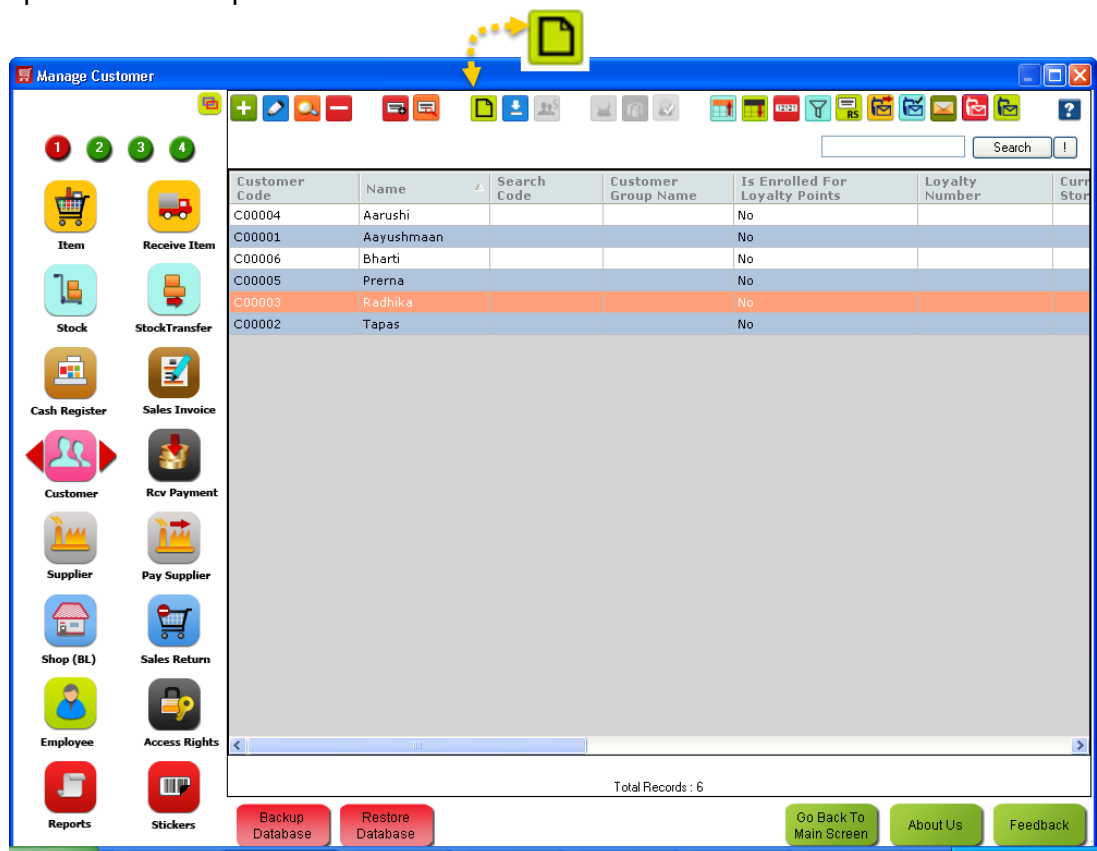 Manage Customer
12121
RS
?
1 2 3 4
Search !
Customer Code Name Search Code Customer Group Name Is Enrolled For Loyalty Points Loyalty Number Curr Stor
C00004 Aarushi No
C00001 Aayushmaan No
C00006 Bharti No
C00005 Prerna No
C00003 Radhika No
C00002 Tapas No
Item Receive Item
Stock StockTransfer
Cash Register Sales Invoice
Customer Rcv Payment
Supplier Pay Supplier
Shop (BL) Sales Return
Employee Access Rights
Reports Stickers
Total Records : 6
Backup Database Restore Database Go Back To Main Screen About Us Feedback